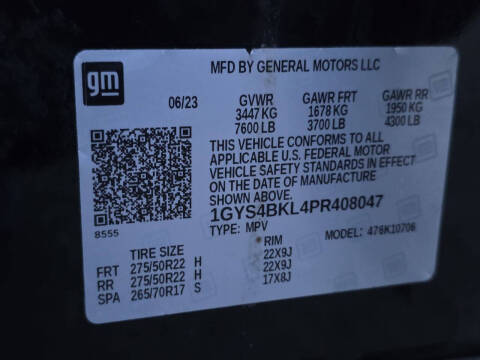 gm
MFD BY GENERAL MOTORS LLC
06/23 GVWR GAWR FRT GAWR RR
3447 KG 1678 KG 1950 KG
7600 LB 3700 LB 4300 LB
THIS VEHICLE CONFORMS TO ALL
APPLICABLE U.S. FEDERAL MOTOR
VEHICLE SAFETY STANDARDS IN EFFECT
ON THE DATE OF MANUFACTURE
SHOWN ABOVE.
1GYS4BKL4PR408047
8555 TYPE: MPV MODEL: 478K10706
TIRE SIZE RIM
FRT 275/50R22 H 22X9J
RR 275/50R22 H 22X9J
SPA 265/70R17 S 17X8J